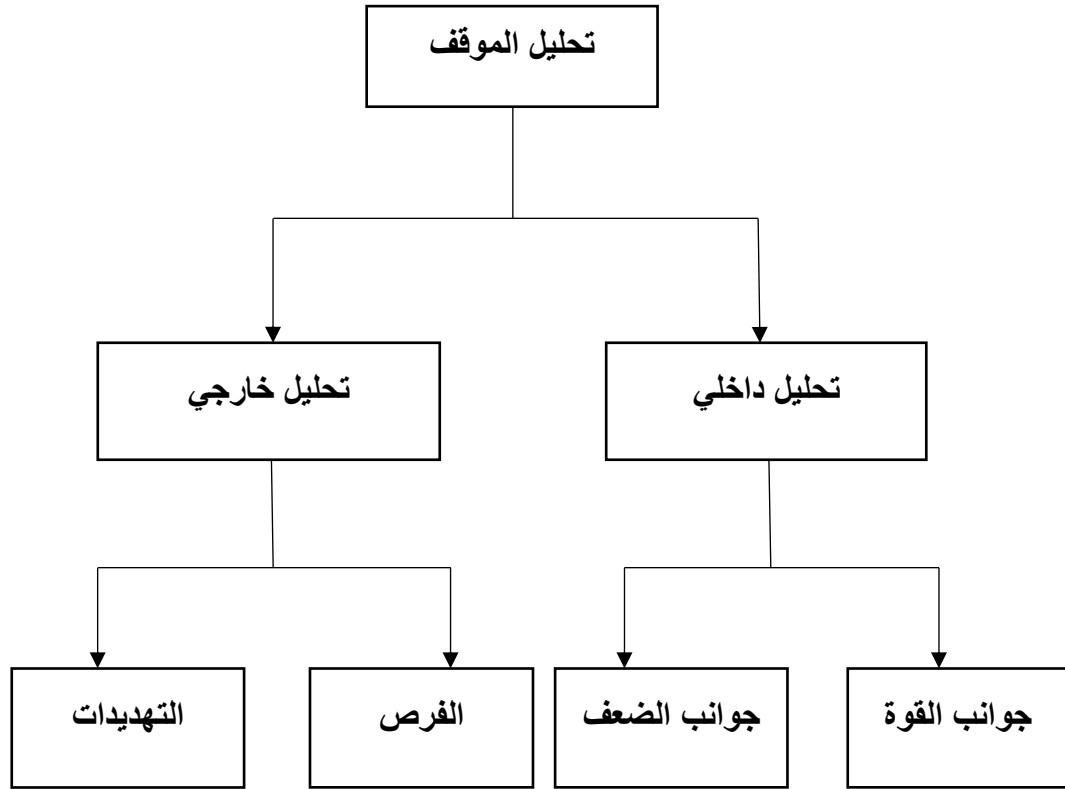 تحليل الموقف
تحليل داخلي
تحليل خارجي
جوانب القوة
جوانب الضعف
الفرص
التهديدات